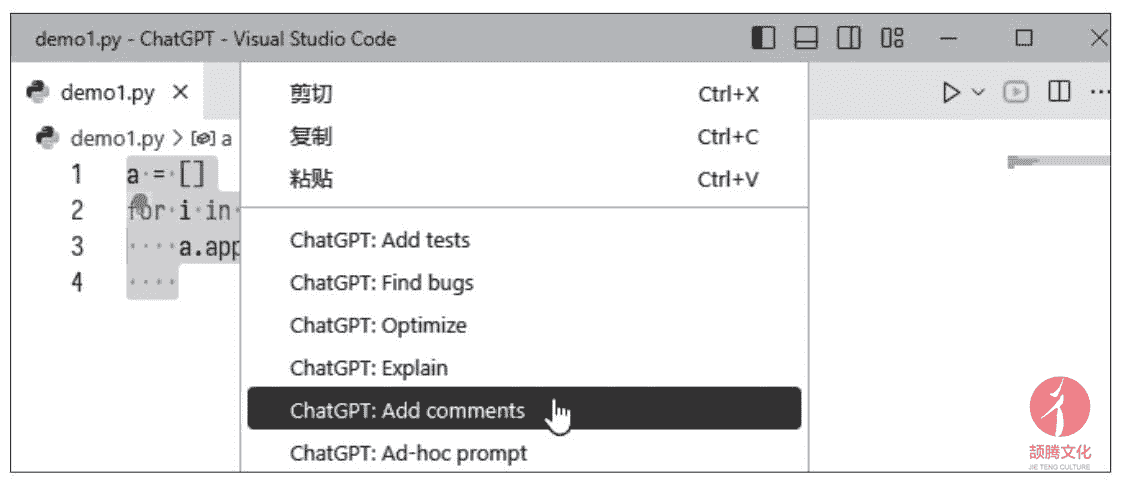 demo1.py - ChatGPT - Visual Studio Code
demo1.py
demo1.py > a
1 a = []
2 for i in
3 a.app
4
剪切 Ctrl+X
复制 Ctrl+C
粘贴 Ctrl+V
ChatGPT: Add tests
ChatGPT: Find bugs
ChatGPT: Optimize
ChatGPT: Explain
ChatGPT: Add comments
ChatGPT: Ad-hoc prompt
颉腾文化
JIE TENG CULTURE